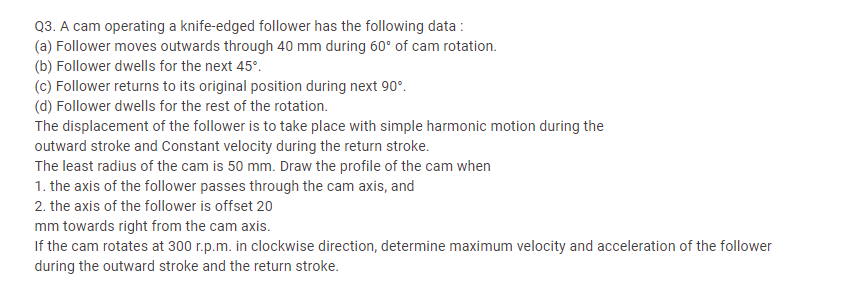 Q3. A cam operating a knife-edged follower has the following data :
(a) Follower moves outwards through 40 mm during 60° of cam rotation.
(b) Follower dwells for the next 45°.
(c) Follower returns to its original position during next 90°.
(d) Follower dwells for the rest of the rotation.
The displacement of the follower is to take place with simple harmonic motion during the
outward stroke and Constant velocity during the return stroke.
The least radius of the cam is 50 mm. Draw the profile of the cam when
1. the axis of the follower passes through the cam axis, and
2. the axis of the follower is offset 20
mm towards right from the cam axis.
If the cam rotates at 300 r.p.m. in clockwise direction, determine maximum velocity and acceleration of the follower
during the outward stroke and the return stroke.